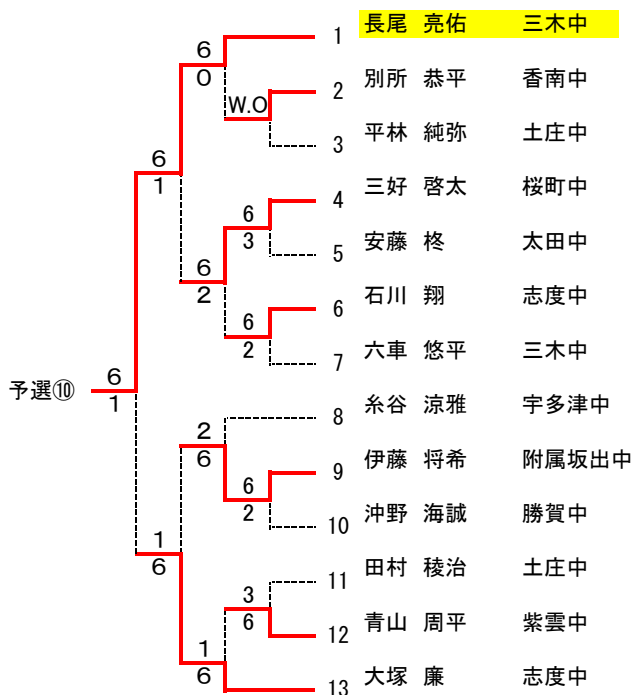 1 長尾 亮佑 三木中
6
0
2 別所 恭平 香南中
W.O
3 平林 純弥 土庄中
6
1
4 三好 啓太 桜町中
6
3
5 安藤 柊 太田中
6
2
6 石川 翔 志度中
6
2
7 六車 悠平 三木中
予選⑩
6
1
8 糸谷 涼雅 宇多津中
2
6
9 伊藤 将希 附属坂出中
6
2
10 沖野 海誠 勝賀中
1
6
11 田村 稜治 土庄中
3
6
12 青山 周平 紫雲中
1
6
13 大塚 廉 志度中